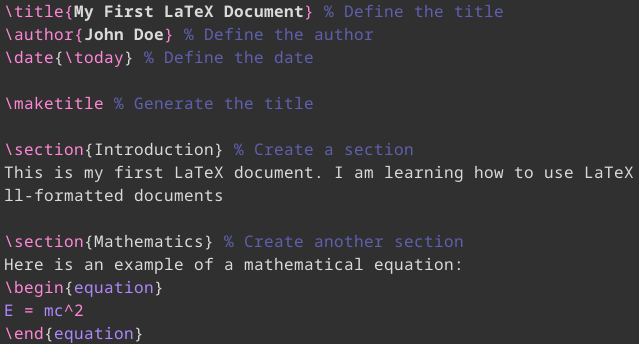 \title{My First LaTeX Document} % Define the title
\author{John Doe} % Define the author
\date{\today} % Define the date
\maketitle % Generate the title
\section{Introduction} % Create a section
This is my first LaTeX document. I am learning how to use LaTeX
ll-formatted documents
\section{Mathematics} % Create another section
Here is an example of a mathematical equation:
\begin{equation}
E = mc^2
\end{equation}